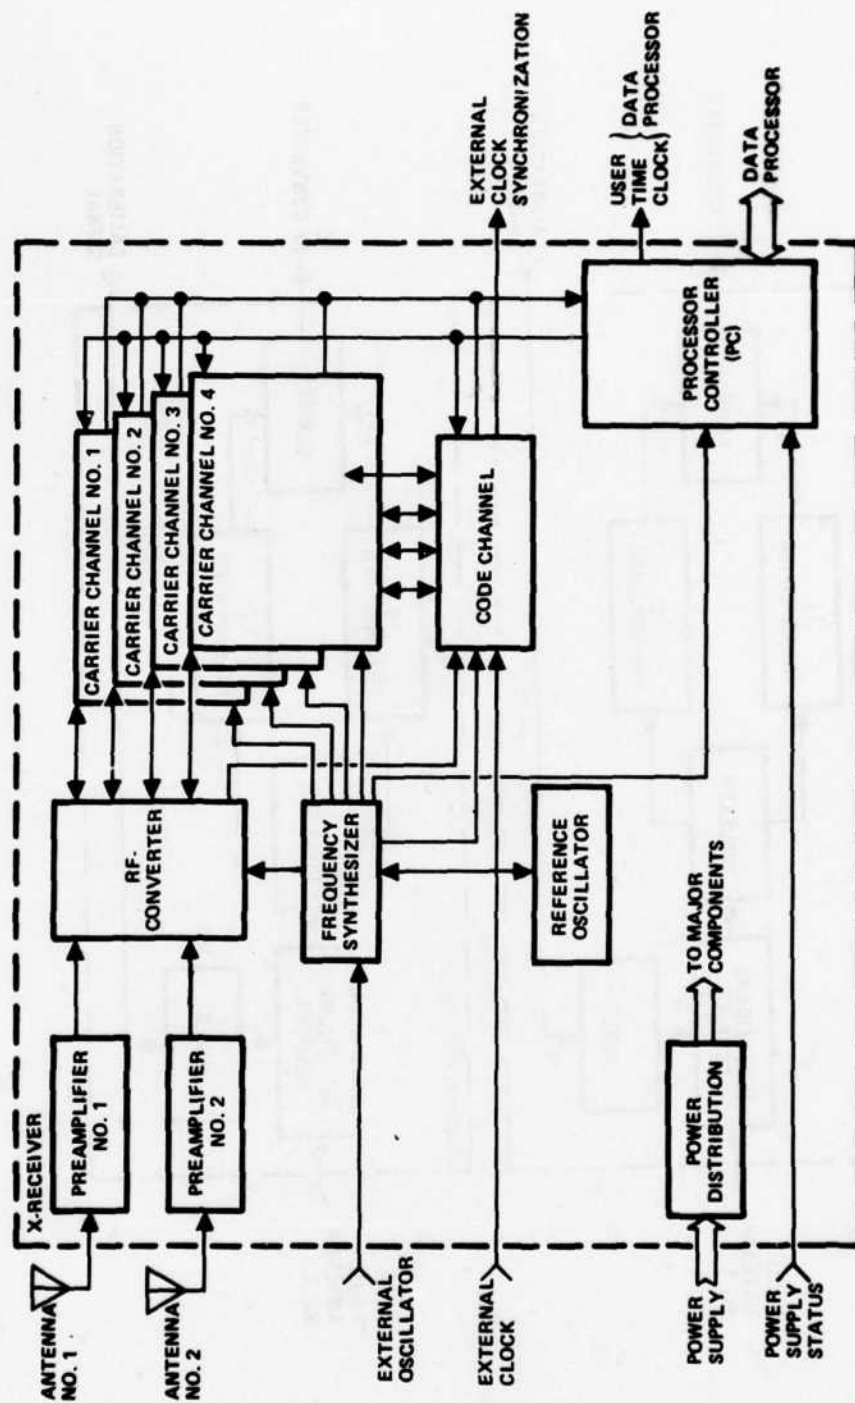 X-RECEIVER
ANTENNA
NO. 1
ANTENNA
NO. 2
PREAMPLIFIER
NO. 1
PREAMPLIFIER
NO. 2
RF-
CONVERTER
CARRIER CHANNEL NO. 1
CARRIER CHANNEL NO. 2
CARRIER CHANNEL NO. 3
CARRIER CHANNEL NO. 4
EXTERNAL
OSCILLATOR
FREQUENCY
SYNTHESIZER
EXTERNAL
CLOCK
CODE CHANNEL
EXTERNAL
CLOCK
SYNCHRONIZATION
REFERENCE
OSCILLATOR
USER
TIME
CLOCK
DATA
PROCESSOR
POWER
SUPPLY
POWER
DISTRIBUTION
TO MAJOR
COMPONENTS
PROCESSOR
CONTROLLER
(PC)
DATA
PROCESSOR
POWER
SUPPLY
STATUS